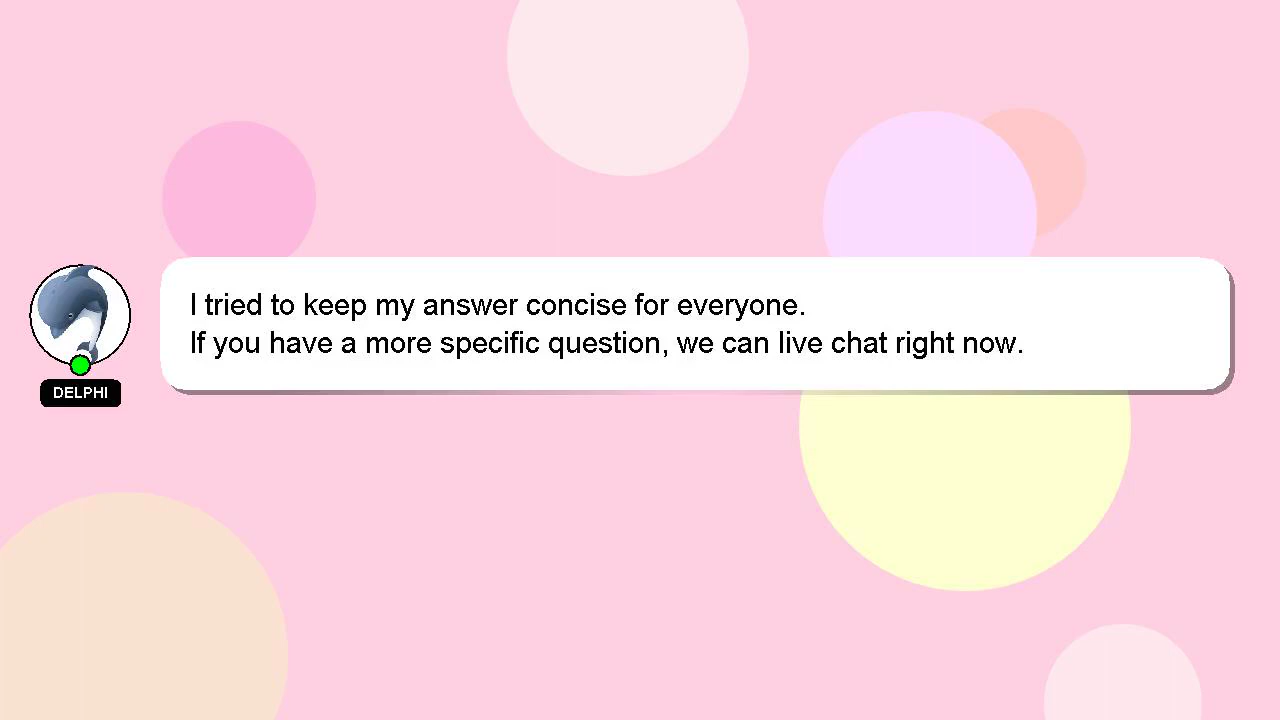 I tried to keep my answer concise for everyone.
If you have a more specific question, we can live chat right now.
DELPHI